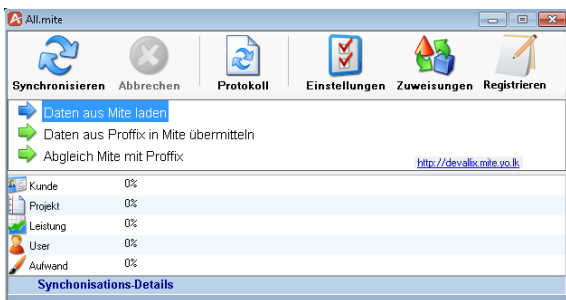 All.mite
Synchronisieren Abbrechen Protokoll Einstellungen Zuweisungen Registrieren
Daten aus Mite laden
Daten aus Proffix in Mite übermitteln
Abgleich Mite mit Proffix
http://devallix.mite.yo.lk
Kunde 0%
Projekt 0%
Leistung 0%
User 0%
Aufwand 0%
Synchonisations-Details